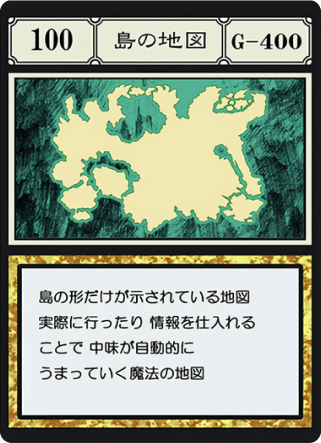 100 島の地図 G-400
島の形だけが示されている地図
実際に行ったり 情報を仕入れる
ことで 中味が自動的に
うまっていく魔法の地図